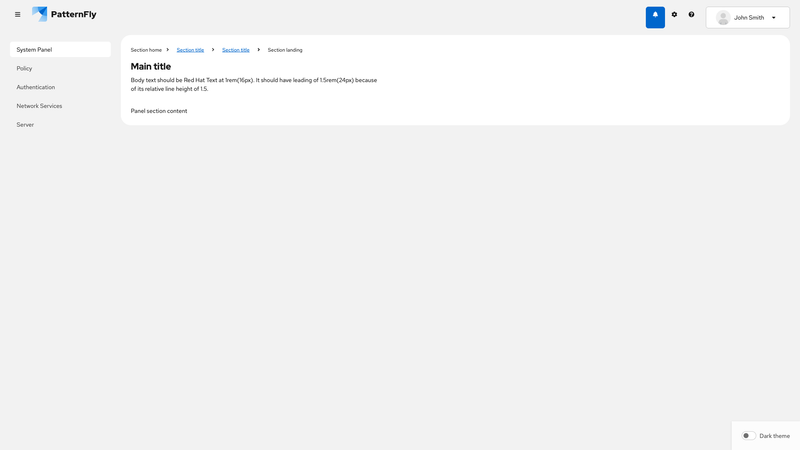 PatternFly
John Smith
System Panel
Policy
Authentication
Network Services
Server
Section home
Section title
Section title
Section landing
Main title
Body text should be Red Hat Text at 1rem(16px). It should have leading of 1.5rem(24px) because
of its relative line height of 1.5.
Panel section content
Dark theme